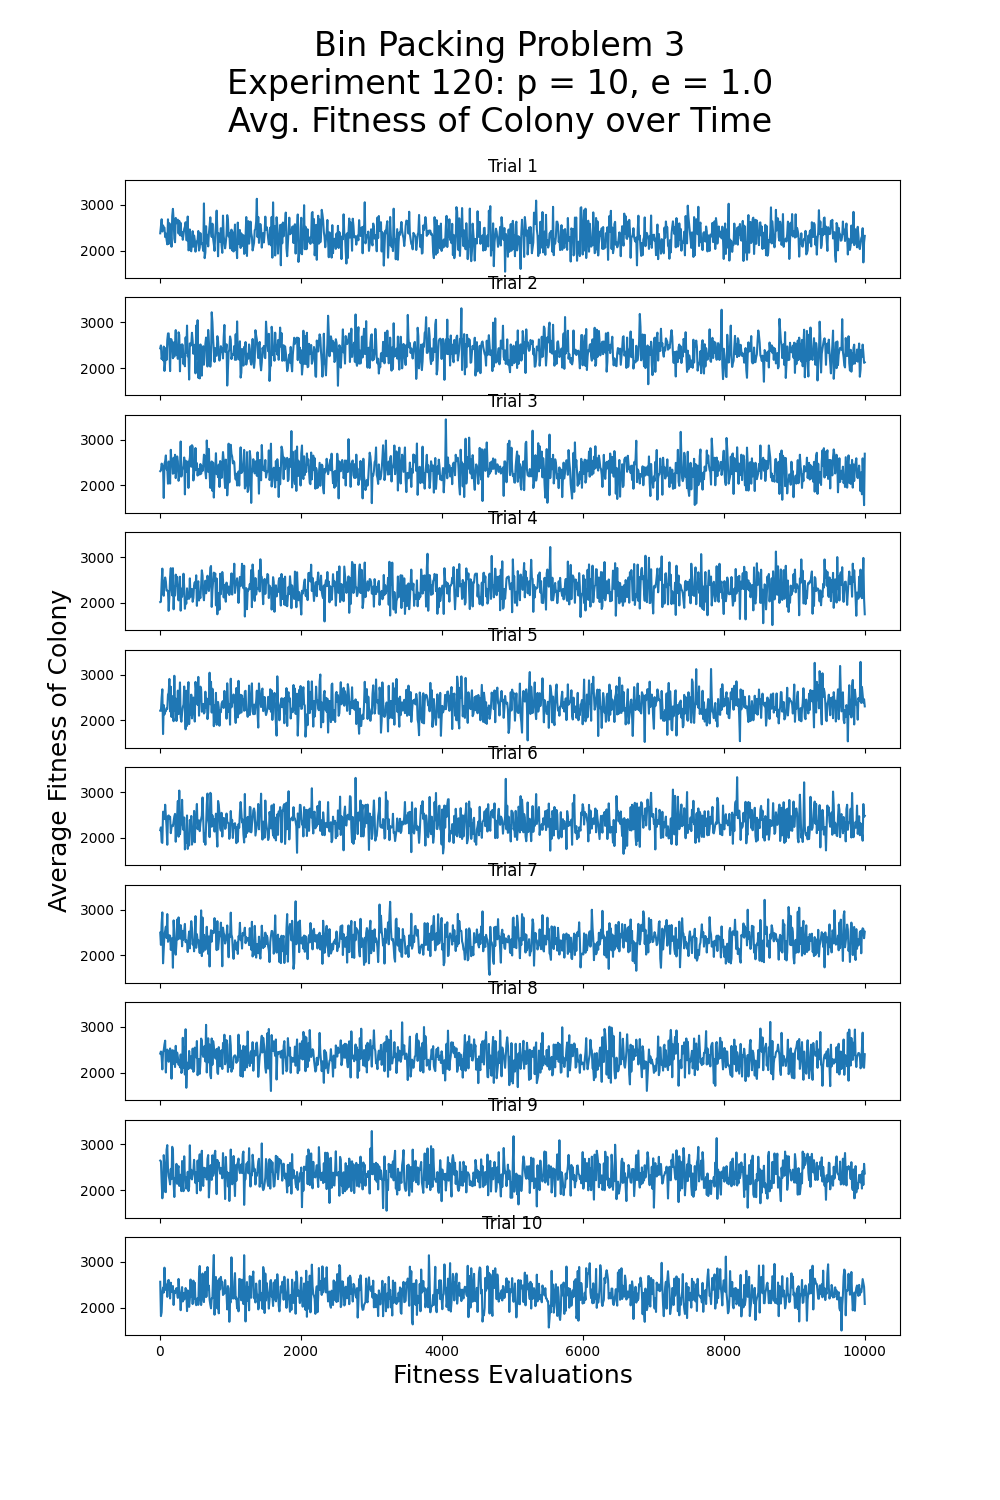 Bin Packing Problem 3
Experiment 120: p = 10, e = 1.0
Avg. Fitness of Colony over Time
Trial 1
3000
2000
Trial 2
3000
2000
Trial 3
3000
2000
Trial 4
3000
2000
Trial 5
3000
2000
Trial 6
3000
2000
Trial 7
3000
2000
Trial 8
3000
2000
Trial 9
3000
2000
Trial 10
3000
2000
0 2000 4000 6000 8000 10000
Fitness Evaluations
Average Fitness of Colony